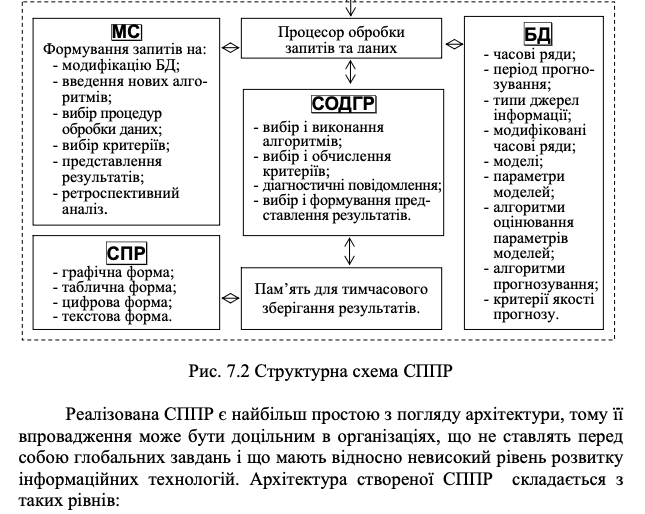 МС
Формування запитів на:
- модифікацію БД;
- введення нових алго-
ритмів;
- вибір процедур
обробки даних;
- вибір критеріїв;
- представлення
результатів;
- ретроспективний
аналіз.
Процесор обробки
запитів та даних
СОДГР
- вибір і виконання
алгоритмів;
- вибір і обчислення
критеріїв;
- діагностичні повідомлення;
- вибір і формування пред-
ставлення результатів.
БД
- часові ряди;
- період прогно-
зування;
- типи джерел
інформації;
- модифіковані
часові ряди;
- моделі;
- параметри
моделей;
- алгоритми
оцінювання
параметрів
моделей;
- алгоритми
прогнозування;
- критерії якості
прогнозу.
СПР
- графічна форма;
- таблична форма;
- цифрова форма;
- текстова форма.
Пам’ять для тимчасового
зберігання результатів.
Рис. 7.2 Структурна схема СППР
Реалізована СППР є найбільш простою з погляду архітектури, тому її
впровадження може бути доцільним в організаціях, що не ставлять перед
собою глобальних завдань і що мають відносно невисокий рівень розвитку
інформаційних технологій. Архітектура створеної СППР складається з
таких рівнів: